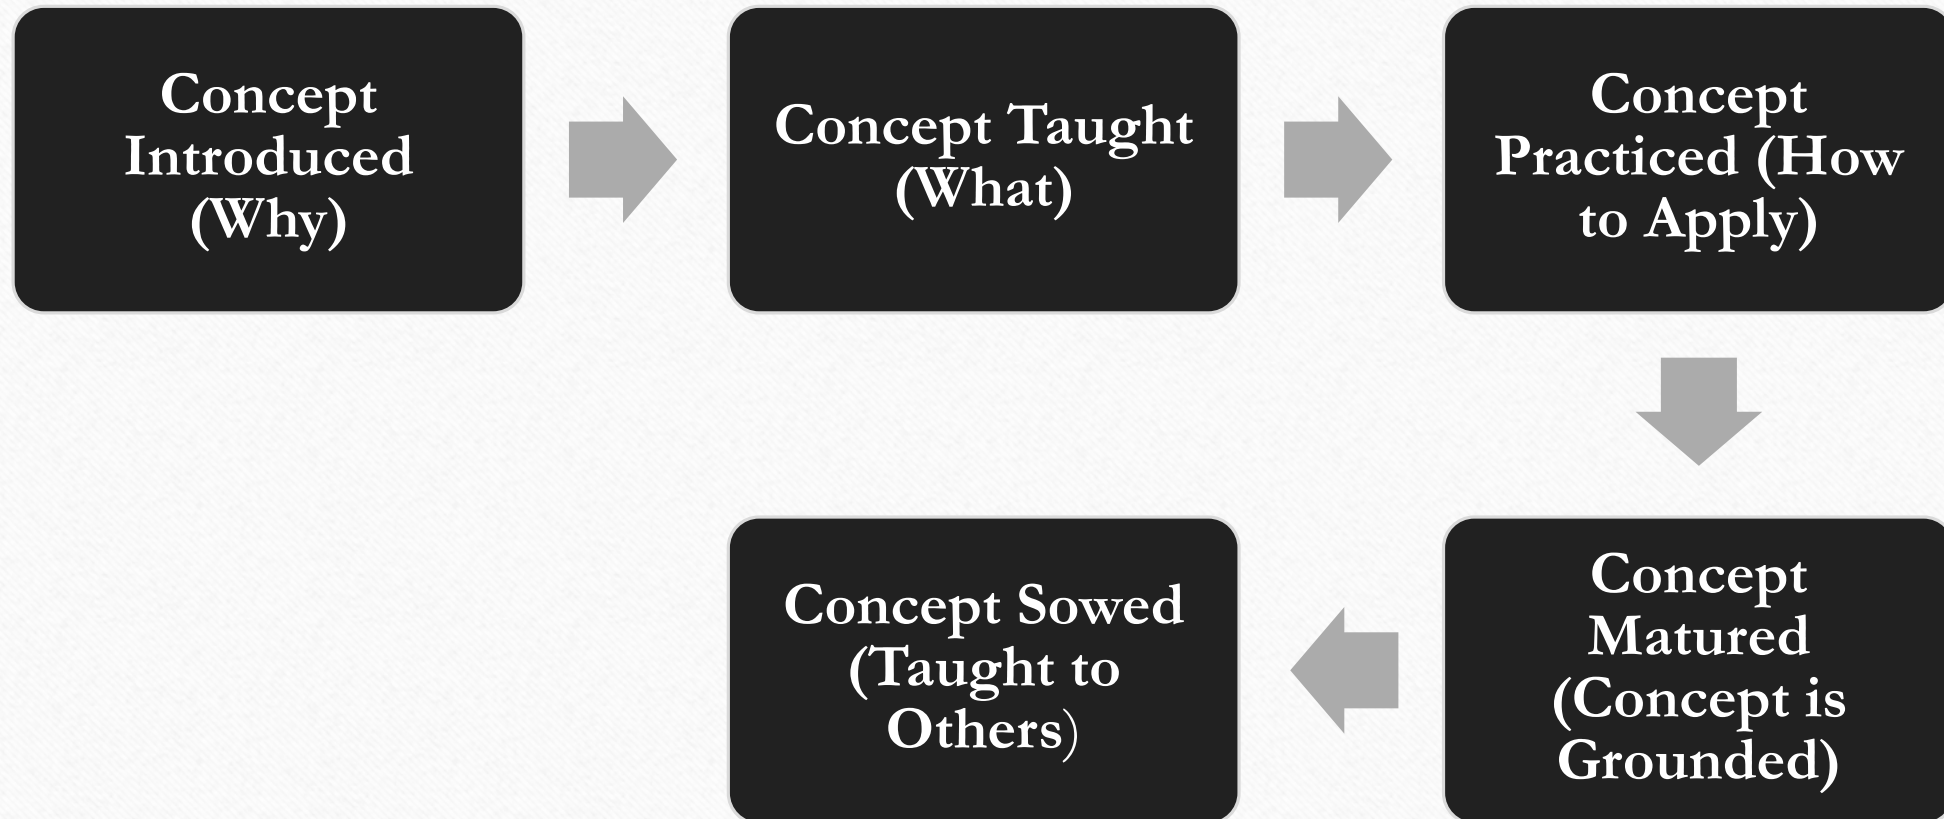 Concept
Introduced
(Why)
Concept Taught
(What)
Concept
Practiced (How
to Apply)
Concept
Matured
(Concept is
Grounded)
Concept Sowed
(Taught to
Others)